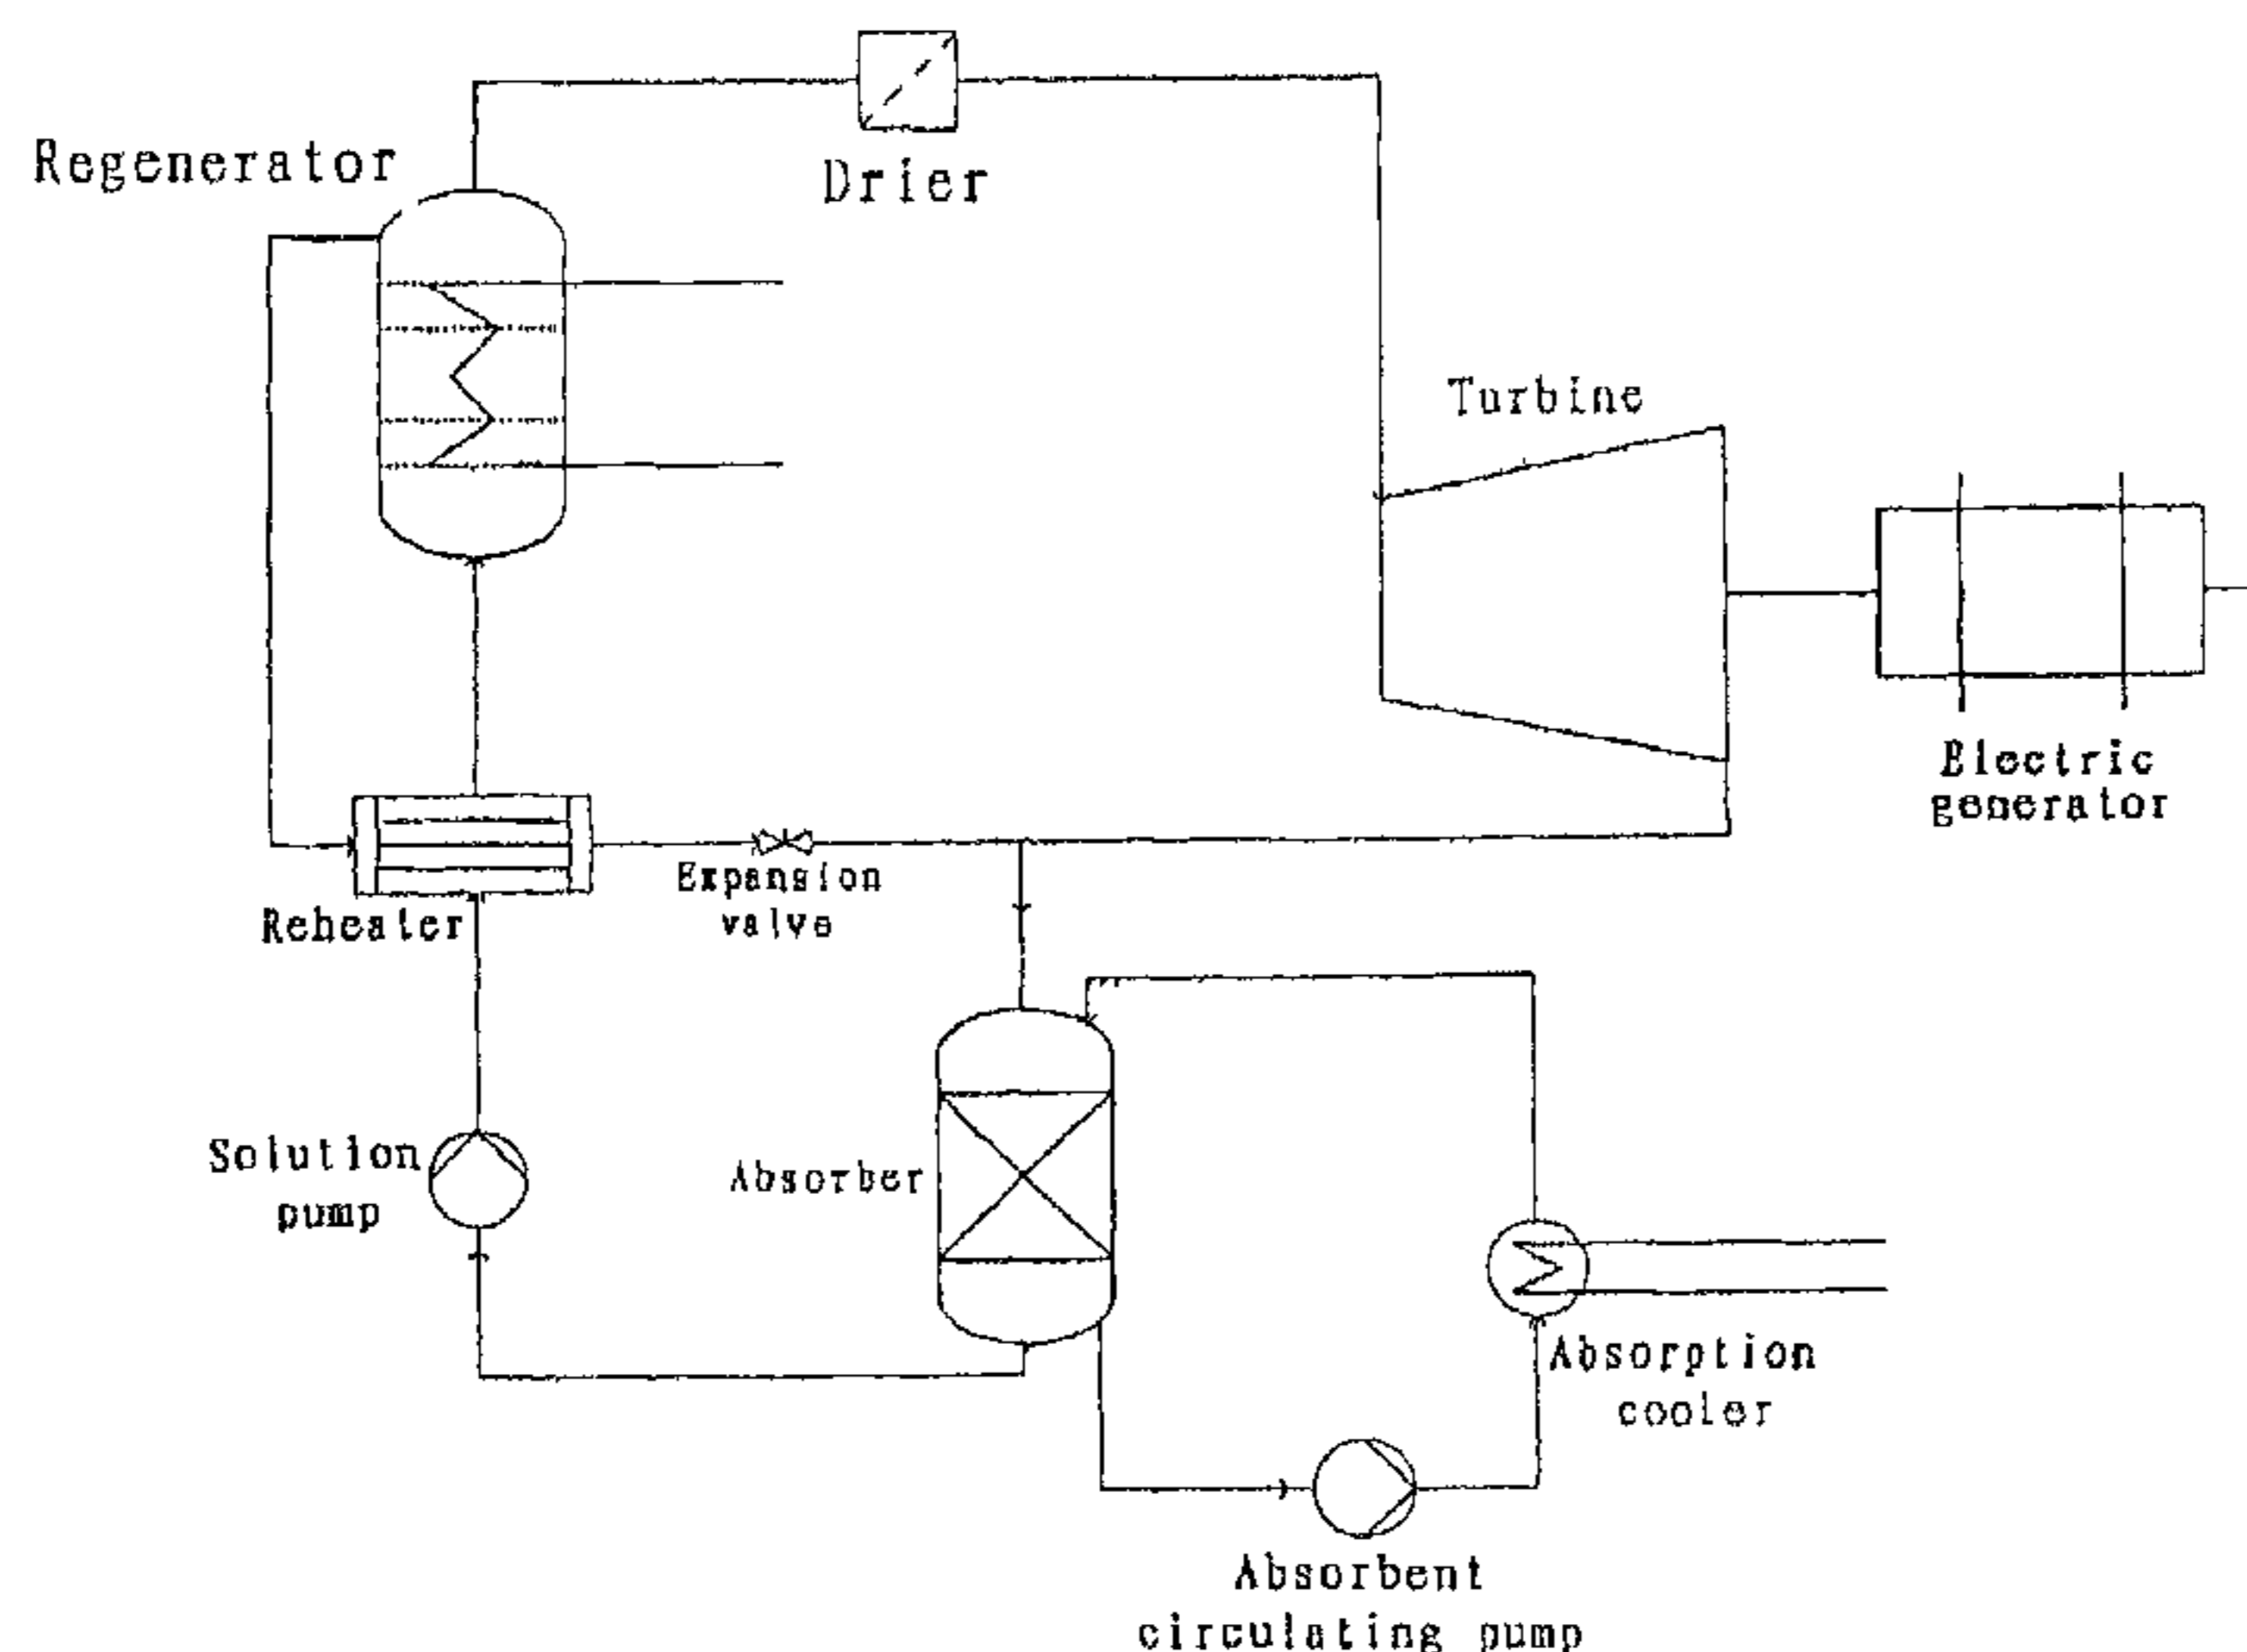 Regenerator
Drier
Turbine
Electric
generator
Expansion
valve
Reheater
Solution
pump
Absorber
Absorption
cooler
Absorbent
circulating pump